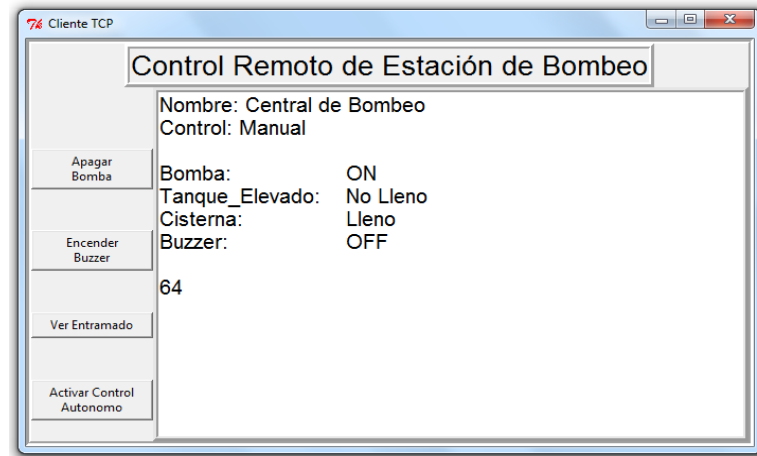 Cliente TCP
Control Remoto de Estación de Bombeo
Nombre: Central de Bombeo
Control: Manual
Bomba: ON
Tanque_Elevado: No Lleno
Cisterna: Lleno
Buzzer: OFF
64
Apagar
Bomba
Encender
Buzzer
Ver Entramado
Activar Control
Autonomo